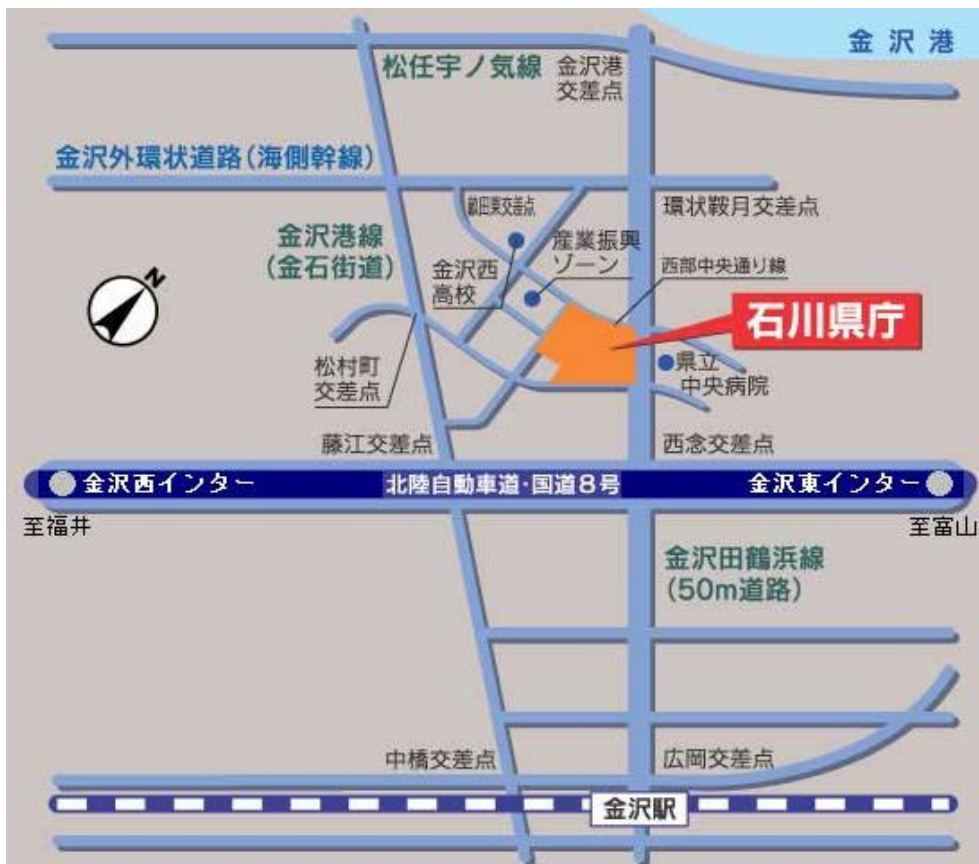 金沢港
松任宇ノ気線
金沢港
交差点
金沢外環状道路（海側幹線）
環状鞍月交差点
金沢港線
（金石街道）
産業振興
ゾーン
西部中央通り線
金沢西
高校
N
石川県庁
松村町
交差点
県立
中央病院
藤江交差点
西念交差点
金沢西インター
北陸自動車道・国道8号
金沢東インター
至福井
至富山
金沢田鶴浜線
（50m道路）
中橋交差点
広岡交差点
金沢駅